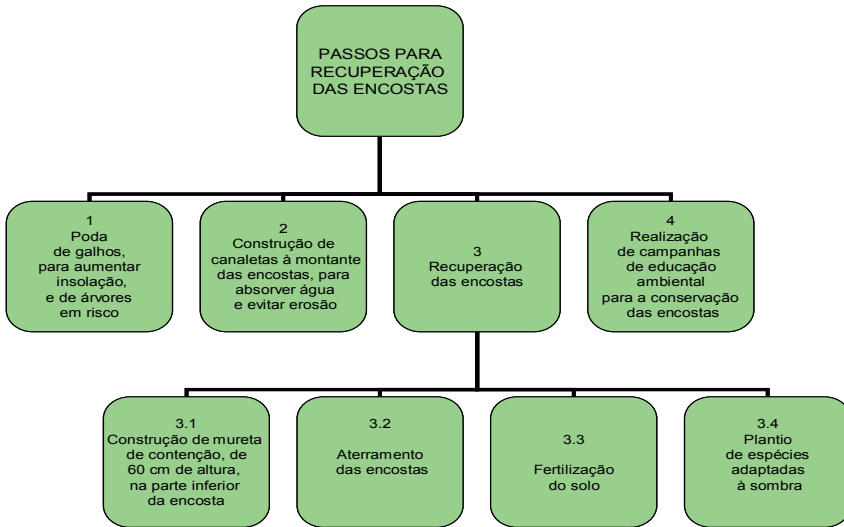 PASSOS PARA
RECUPERAÇÃO
DAS ENCOSTAS
1
Poda
de galhos,
para aumentar
insolação,
e de árvores
em risco
2
Construção de
canaletas à montante
das encostas, para
absorver água
e evitar erosão
3
Recuperação
das encostas
4
Realização
de campanhas
de educação
ambiental
para a conservação
das encostas
3.1
Construção de mureta
de contenção, de
60 cm de altura,
na parte inferior
da encosta
3.2
Aterramento
das encostas
3.3
Fertilização
do solo
3.4
Plantio
de espécies
adaptadas
à sombra